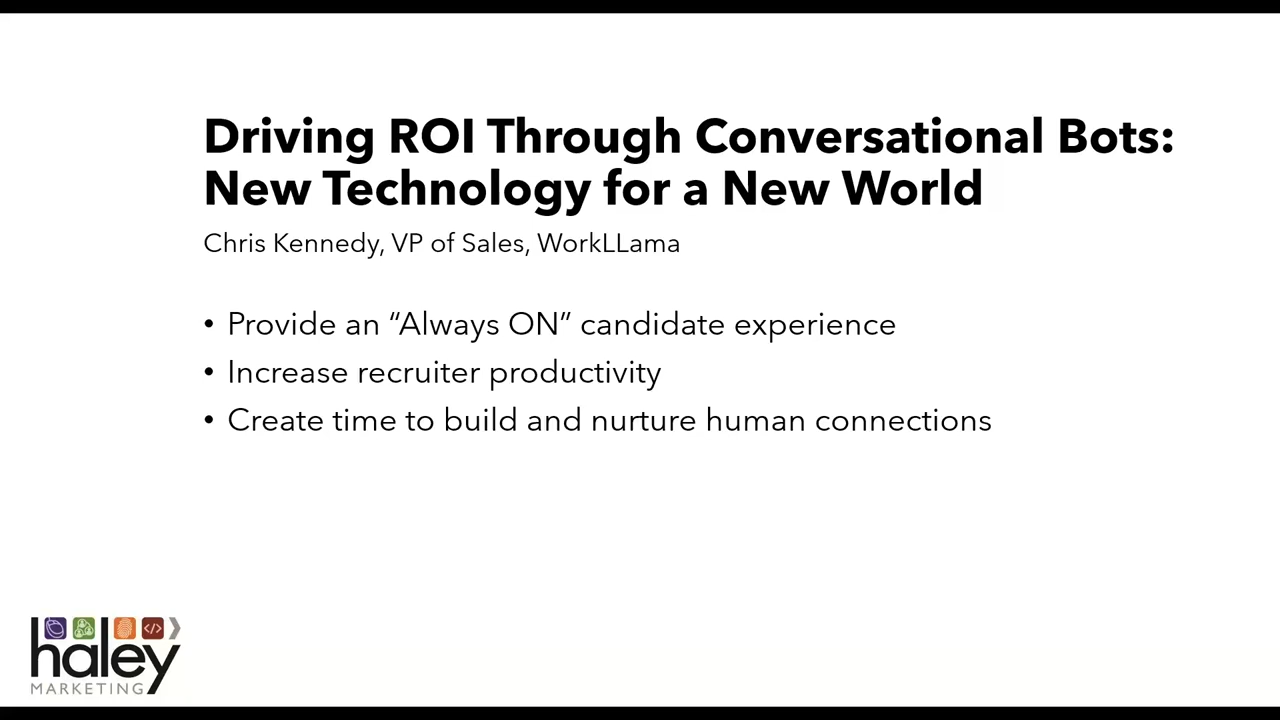 Driving ROI Through Conversational Bots:
New Technology for a New World
Chris Kennedy, VP of Sales, WorkLLama
• Provide an “Always ON” candidate experience
• Increase recruiter productivity
• Create time to build and nurture human connections
haley
MARKETING